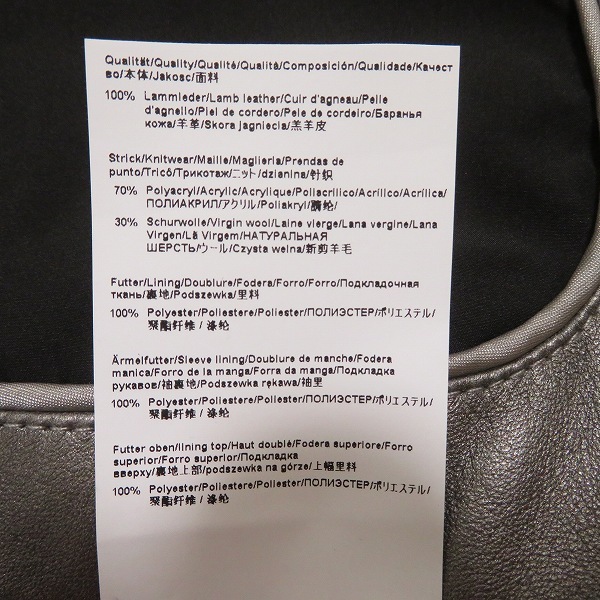 Qualität/Quality/Qualité/Qualità/Composición/Qualidade/Качест
во/本体/Jakosc/面料
100% Lammleder/Lamb leather/Cuir d'agneau/Pelle
d'agnello/Piel de cordero/Pele de cordeiro/Баранья
кожа/羊革/Skora jagniecia/羔羊皮
Strick/Knitwear/Maille/Maglieria/Prendas de
punto/Tricô/Трикотаж/ニット/dzianina/针织
70% Polyacryl/Acrylic/Acrylique/Poliacrilico/Acrílico/Acrílica/
ПОЛИАКРИЛ/アクリル/Poliakryl/腈纶/
30% Schurwolle/Virgin wool/Laine vierge/Lana vergine/Lana
Virgen/Lã Virgem/НАТУРАЛЬНАЯ
ШЕРСТЬ/ウール/Czysta welna/新剪羊毛
Futter/Lining/Doublure/Fodera/Forro/Forro/Подкладочная
ткань/裏地/Podszewka/里料
100% Polyester/Poliestere/Poliester/ПОЛИЭСТЕР/ポリエステル/
聚酯纤维 / 涤纶
Ärmelfutter/Sleeve lining/Doublure de manche/Fodera
manica/Forro de la manga/Forra da manga/Подкладка
рукавов/袖裏地/Podszewka rękawa/袖里
100% Polyester/Poliestere/Poliester/ПОЛИЭСТЕР/ポリエステル/
聚酯纤维 / 涤纶
Futter oben/lining top/Haut doublé/Fodera superiore/Forro
superior/Forro superior/Подкладка
вверху/裏地上部/podszewka na górze/上幅里料
100% Polyester/Poliestere/Poliester/ПОЛИЭСТЕР/ポリエステル/
聚酯纤维 / 涤纶